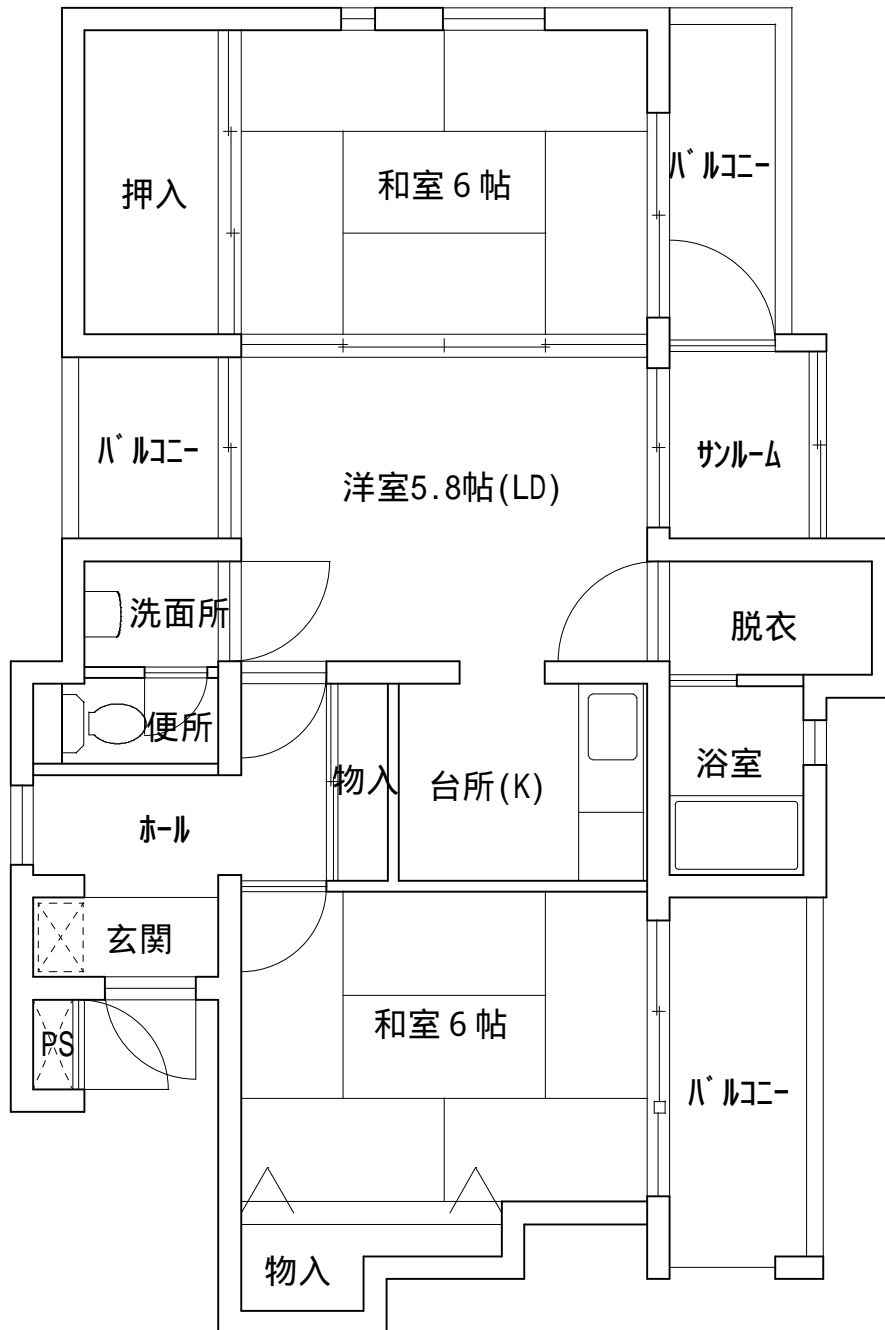 押入
和室６帖
ﾊﾞﾙｺﾆｰ
ﾊﾞﾙｺﾆｰ
洋室5.8帖(LD)
ｻﾝﾙｰﾑ
洗面所
脱衣
便所
物入
台所(K)
浴室
ﾎｰﾙ
玄関
和室６帖
PS
ﾊﾞﾙｺﾆｰ
物入